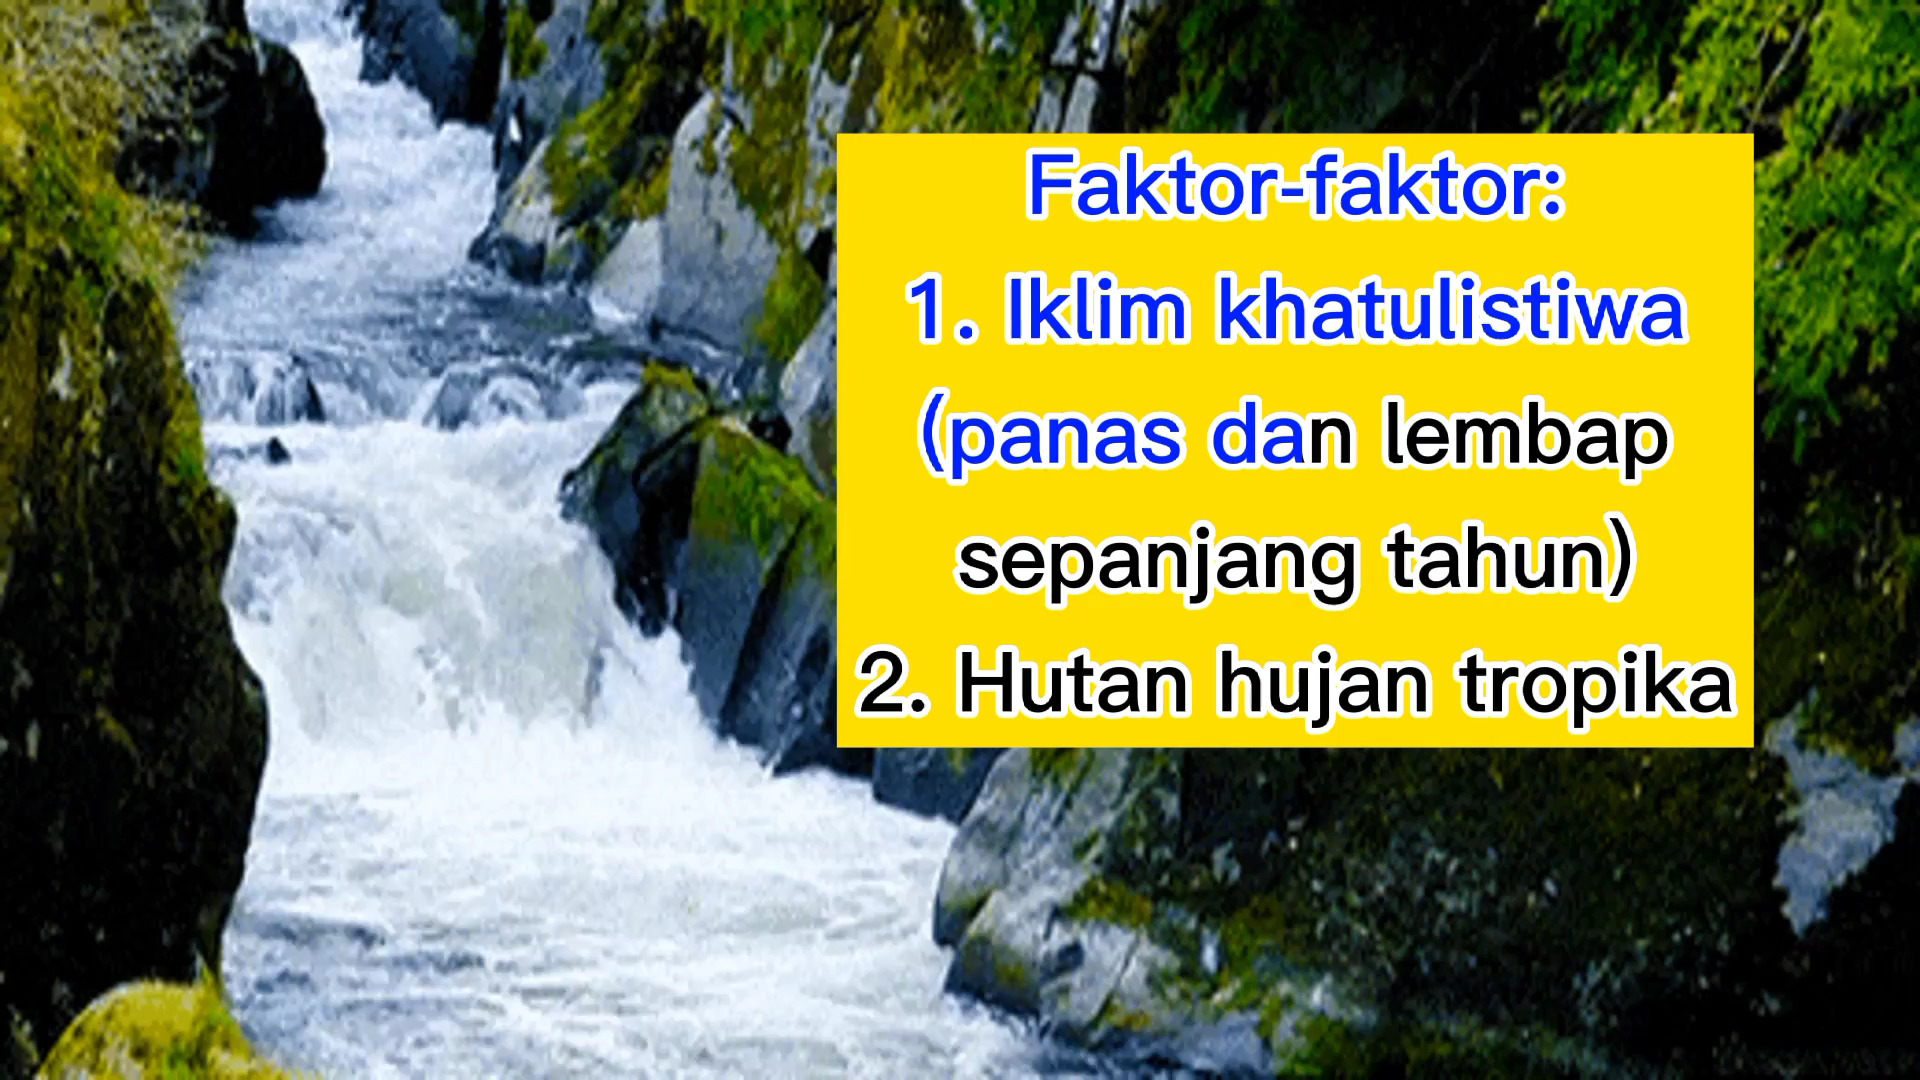 Faktor-faktor:
1. Iklim khatulistiwa
(panas dan lembap
sepanjang tahun)
2. Hutan hujan tropika